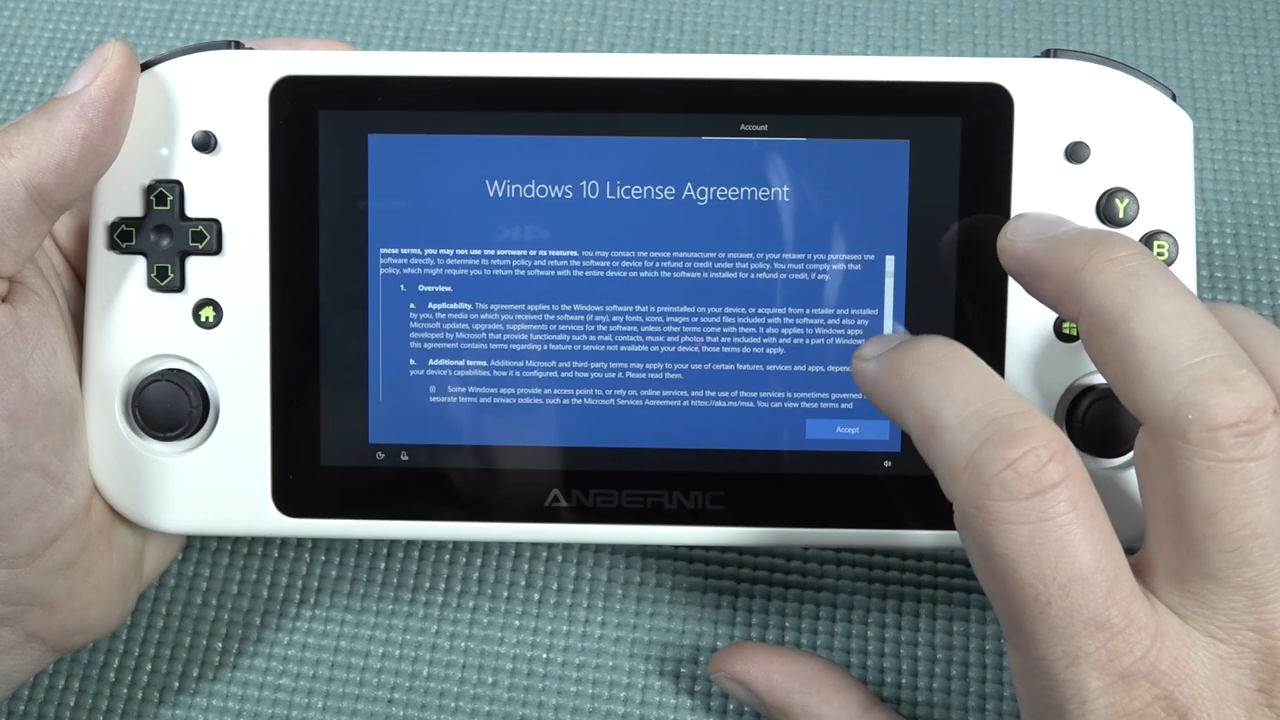 Account
Windows 10 License Agreement
these terms, you may not use the software or its features. You may contact the device manufacturer or installer, or your retailer if you purchased the
software directly, to determine its return policy and return the software or device for a refund or credit under that policy. You must comply with that
policy, which might require you to return the software with the entire device on which the software is installed for a refund or credit, if any.
1. Overview.
a. Applicability. This agreement applies to the Windows software that is preinstalled on your device, or acquired from a retailer and installed
by you, the media on which you received the software (if any), any fonts, icons, images or sound files included with the software, and also any
Microsoft updates, upgrades, supplements or services for the software, unless other terms come with them. It also applies to Windows apps
developed by Microsoft that provide functionality such as mail, contacts, music and photos that are included with and are a part of Windows.
this agreement contains terms regarding a feature or service not available on your device, those terms do not apply.
b. Additional terms. Additional Microsoft and third-party terms may apply to your use of certain features, services and apps, depen
your device's capabilities, how it is configured, and how you use it. Please read them.
(i) Some Windows apps provide an access point to, or rely on, online services, and the use of those services is sometimes governed
separate terms and privacy policies, such as the Microsoft Services Agreement at https://aka.ms/msa. You can view these terms and
Accept
ANBERNIC
Y
B